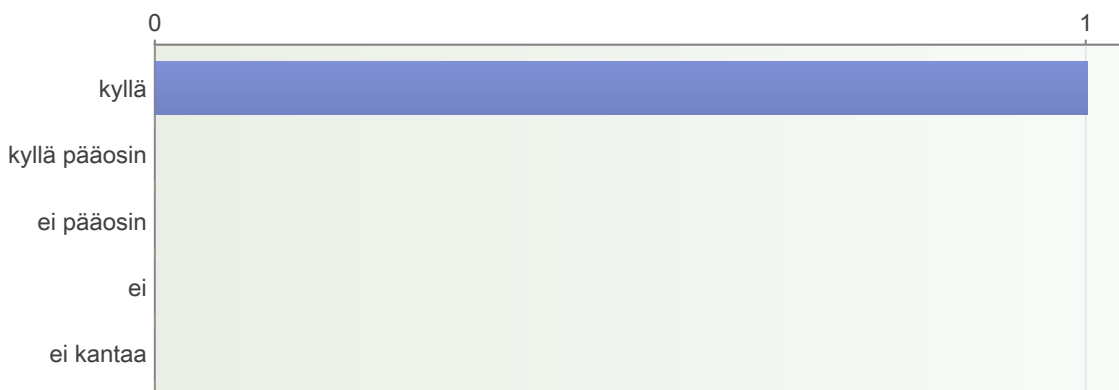 0 1
kyllä
kyllä pääosin
ei pääosin
ei
ei kantaa